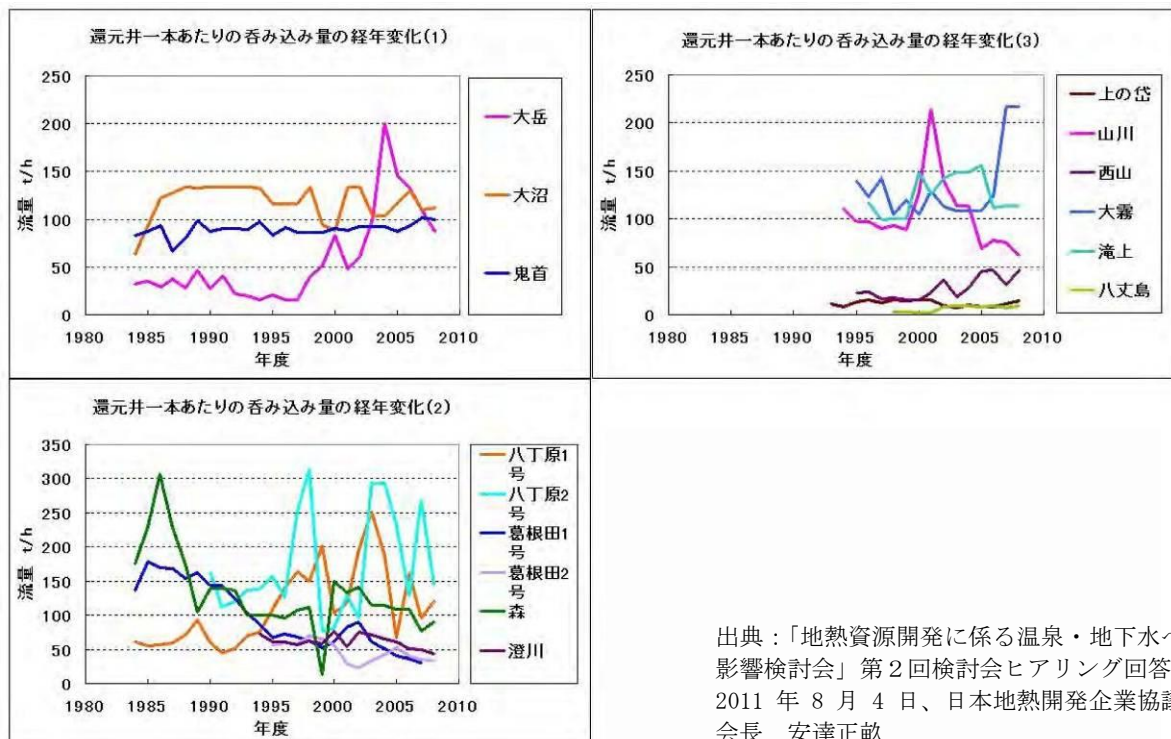 還元井一本あたりの呑み込み量の経年変化(1)
250
200
150
100
50
0
流量 t/h
1980 1985 1990 1995 2000 2005 2010
年度
大岳
大沼
鬼首
還元井一本あたりの呑み込み量の経年変化(3)
250
200
150
100
50
0
流量 t/h
1980 1985 1990 1995 2000 2005 2010
年度
上の岱
山川
西山
大霧
滝上
八丈島
還元井一本あたりの呑み込み量の経年変化(2)
350
300
250
200
150
100
50
0
流量 t/h
1980 1985 1990 1995 2000 2005 2010
年度
八丁原1
号
八丁原2
号
葛根田1
号
葛根田2
号
森
澄川
出典：「地熱資源開発に係る温泉・地下水へ
影響検討会」第２回検討会ヒアリング回答
2011 年 8 月 4 日、日本地熱開発企業協議
会長 安達正畝